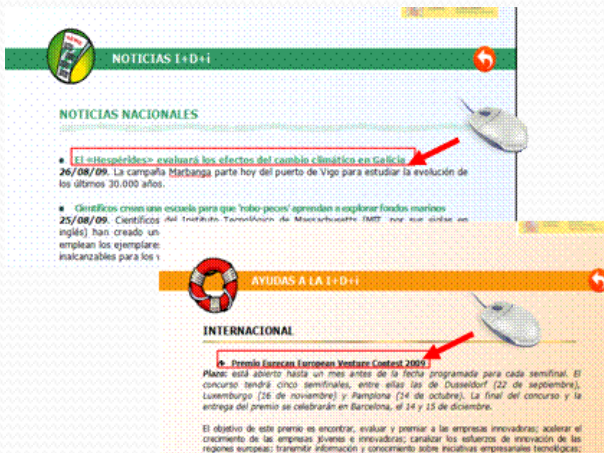 NOTICIAS I+D+i
NOTICIAS NACIONALES
El «Hespérides» evaluará los efectos del cambio climático en Galicia
26/08/09. La campaña Marbanga parte hoy del puerto de Vigo para estudiar la evolución de
los últimos 30.000 años.
Científicos crean una escuela para que 'robo-peces' aprendan a explorar fondos marinos
25/08/09. Científicos del Instituto Tecnológico de Massachusetts (MIT, por sus siglas en
inglés) han creado un
emplean los ejemplares
inalcanzables para los
AYUDAS A LA I+D+i
INTERNACIONAL
Premio Eurecan European Venture Contest 2009
Plazo: está abierto hasta un mes antes de la fecha programada para cada semifinal. El
concurso tendrá cinco semifinales, entre ellas las de Dusseldorf (22 de septiembre),
Luxemburgo (16 de noviembre) y Pamplona (14 de octubre). La final del concurso y la
entrega del premio se celebrarán en Barcelona, el 14 y 15 de diciembre.
El objetivo de este premio es encontrar, evaluar y premiar a las empresas innovadoras; acelerar el
crecimiento de las empresas jóvenes e innovadoras; canalizar los esfuerzos de innovación de las
regiones europeas; transmitir información y conocimiento sobre iniciativas empresariales tecnológicas;